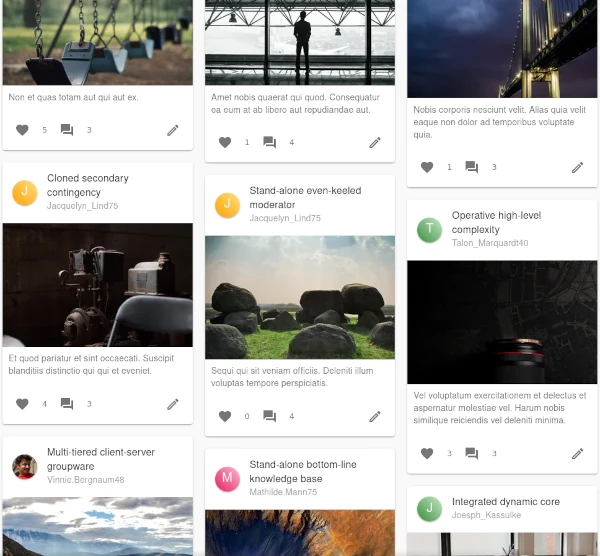 Non et quas totam aut qui aut ex.
5
3
J
Cloned secondary
contingency
Jacquelyn_Lind75
Et quod pariatur et sint occaecati. Suscipit
blanditiis distinctio qui qui et eveniet.
4
3
Multi-tiered client-server
groupware
Vinnie.Bergnaum48
Amet nobis quaerat qui quod. Consequatur
ea eum at ab libero aut repudiandae aut.
1
4
J
Stand-alone even-keeled
moderator
Jacquelyn_Lind75
Sequi qui sit veniam officiis. Deleniti illum
voluptas tempore perspiciatis.
0
4
M
Stand-alone bottom-line
knowledge base
Mathilde.Mann75
Nobis corporis nesciunt velit. Alias quia velit
eaque non dolor ad temporibus voluptate
quia.
1
3
T
Operative high-level
complexity
Talon_Marquardt40
Vel voluptatum exercitationem et delectus et
aspernatur molestiae vel. Harum nobis
similique reiciendis vel deleniti minima.
3
3
J
Integrated dynamic core
Joesph_Kassulke